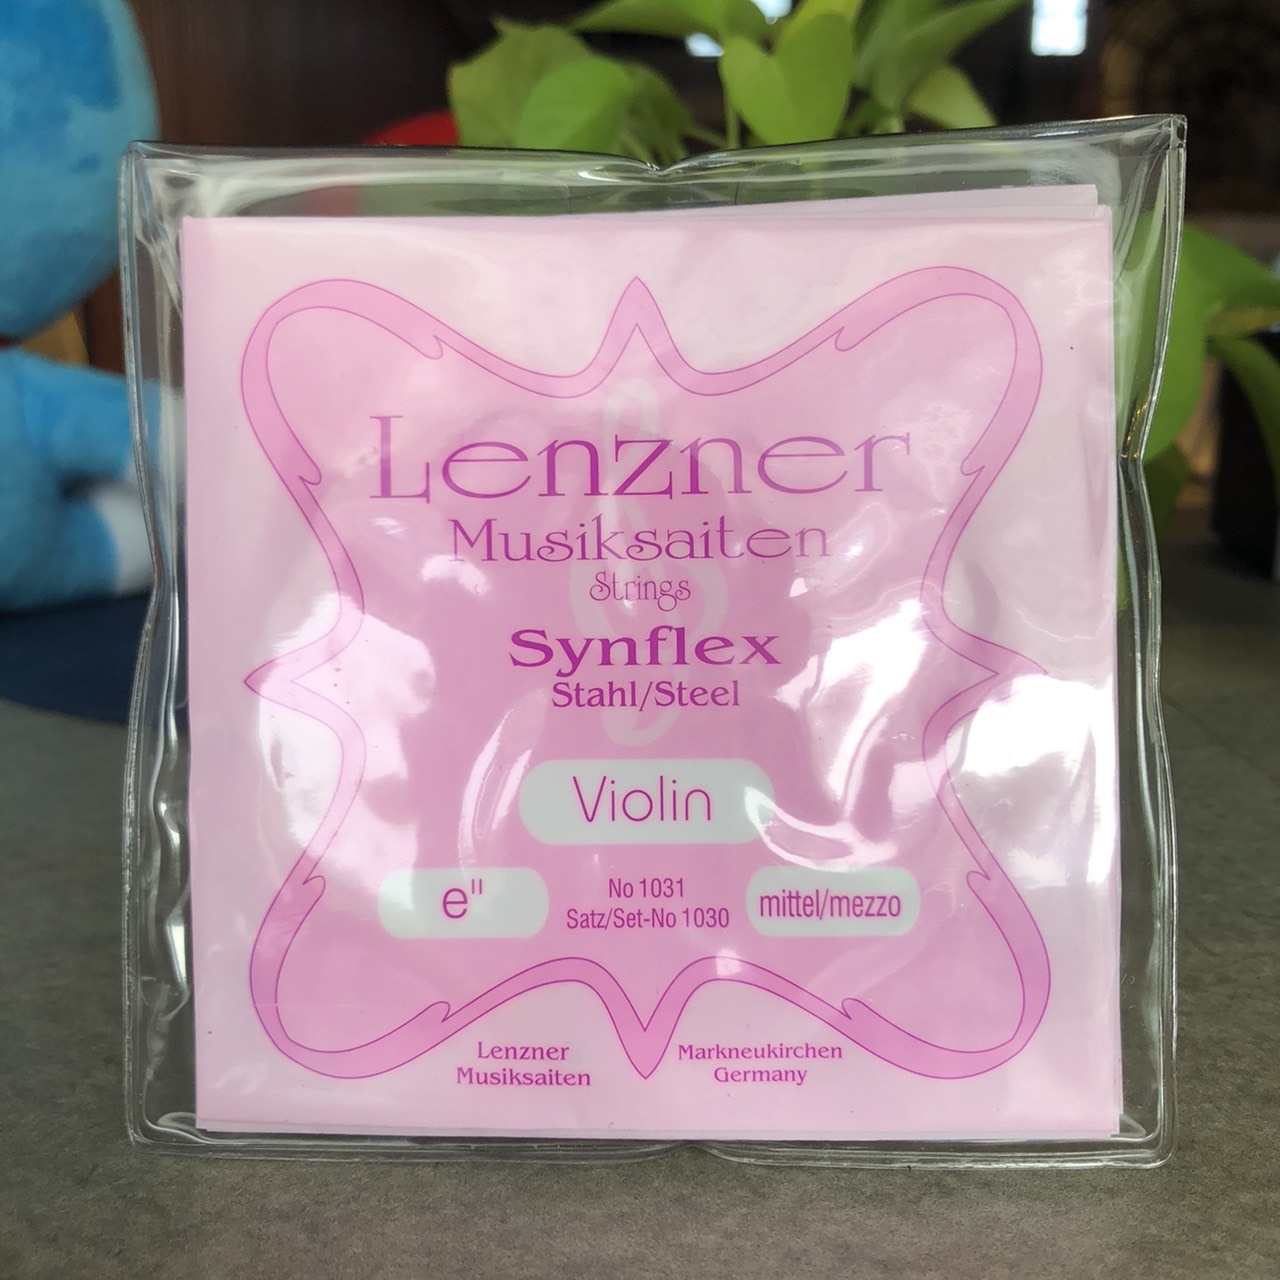 Lenzner
Musiksaiten
Strings
Synflex
Stahl/Steel
Violin
e"
No 1031
Satz/Set-No 1030
mittel/mezzo
Lenzner
Musiksaiten
Markneukirchen
Germany